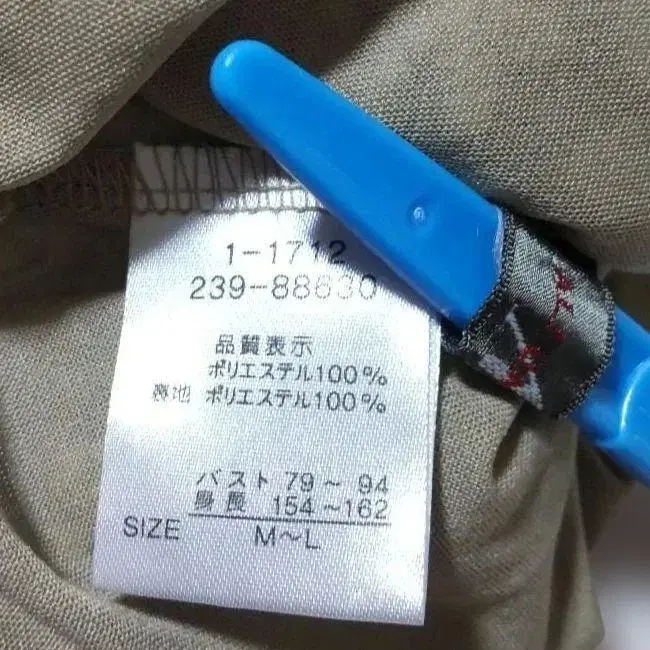 1-1712
239-88630
品質表示
ポリエステル100%
裏地 ポリエステル100%
バスト 79～94
身長 154～162
SIZE M～L